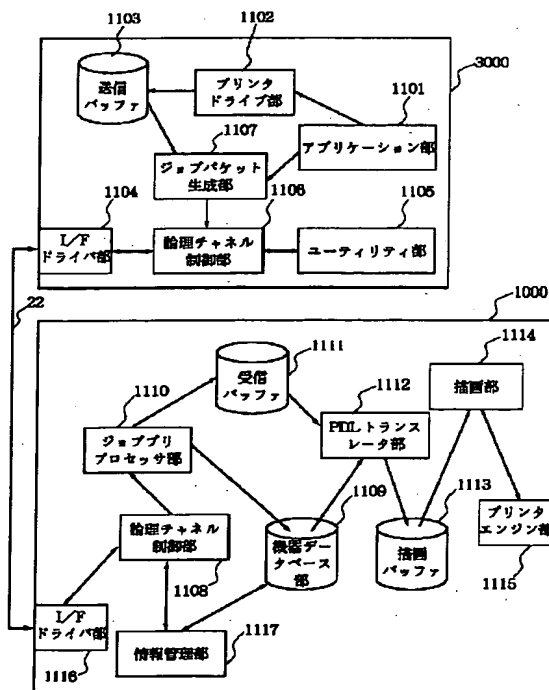 1103
1102
3000
送信
バッファ
プリンタ
ドライブ部
1101
1107
アプリケーション部
ジョブパケット
生成部
1104
1106
1105
I/F
ドライバ部
論理チャネル
制御部
ユーティリティ部
22
1000
1111
1114
受信
バッファ
描画部
1110
1112
ジョブプリ
プロセッサ部
PDLトランス
レータ部
1109
1113
論理チャネル
制御部
機器デー
タベース
部
描画
バッファ
プリンタ
エンジン部
1108
1115
I/F
ドライバ部
情報管理部
1116
1117